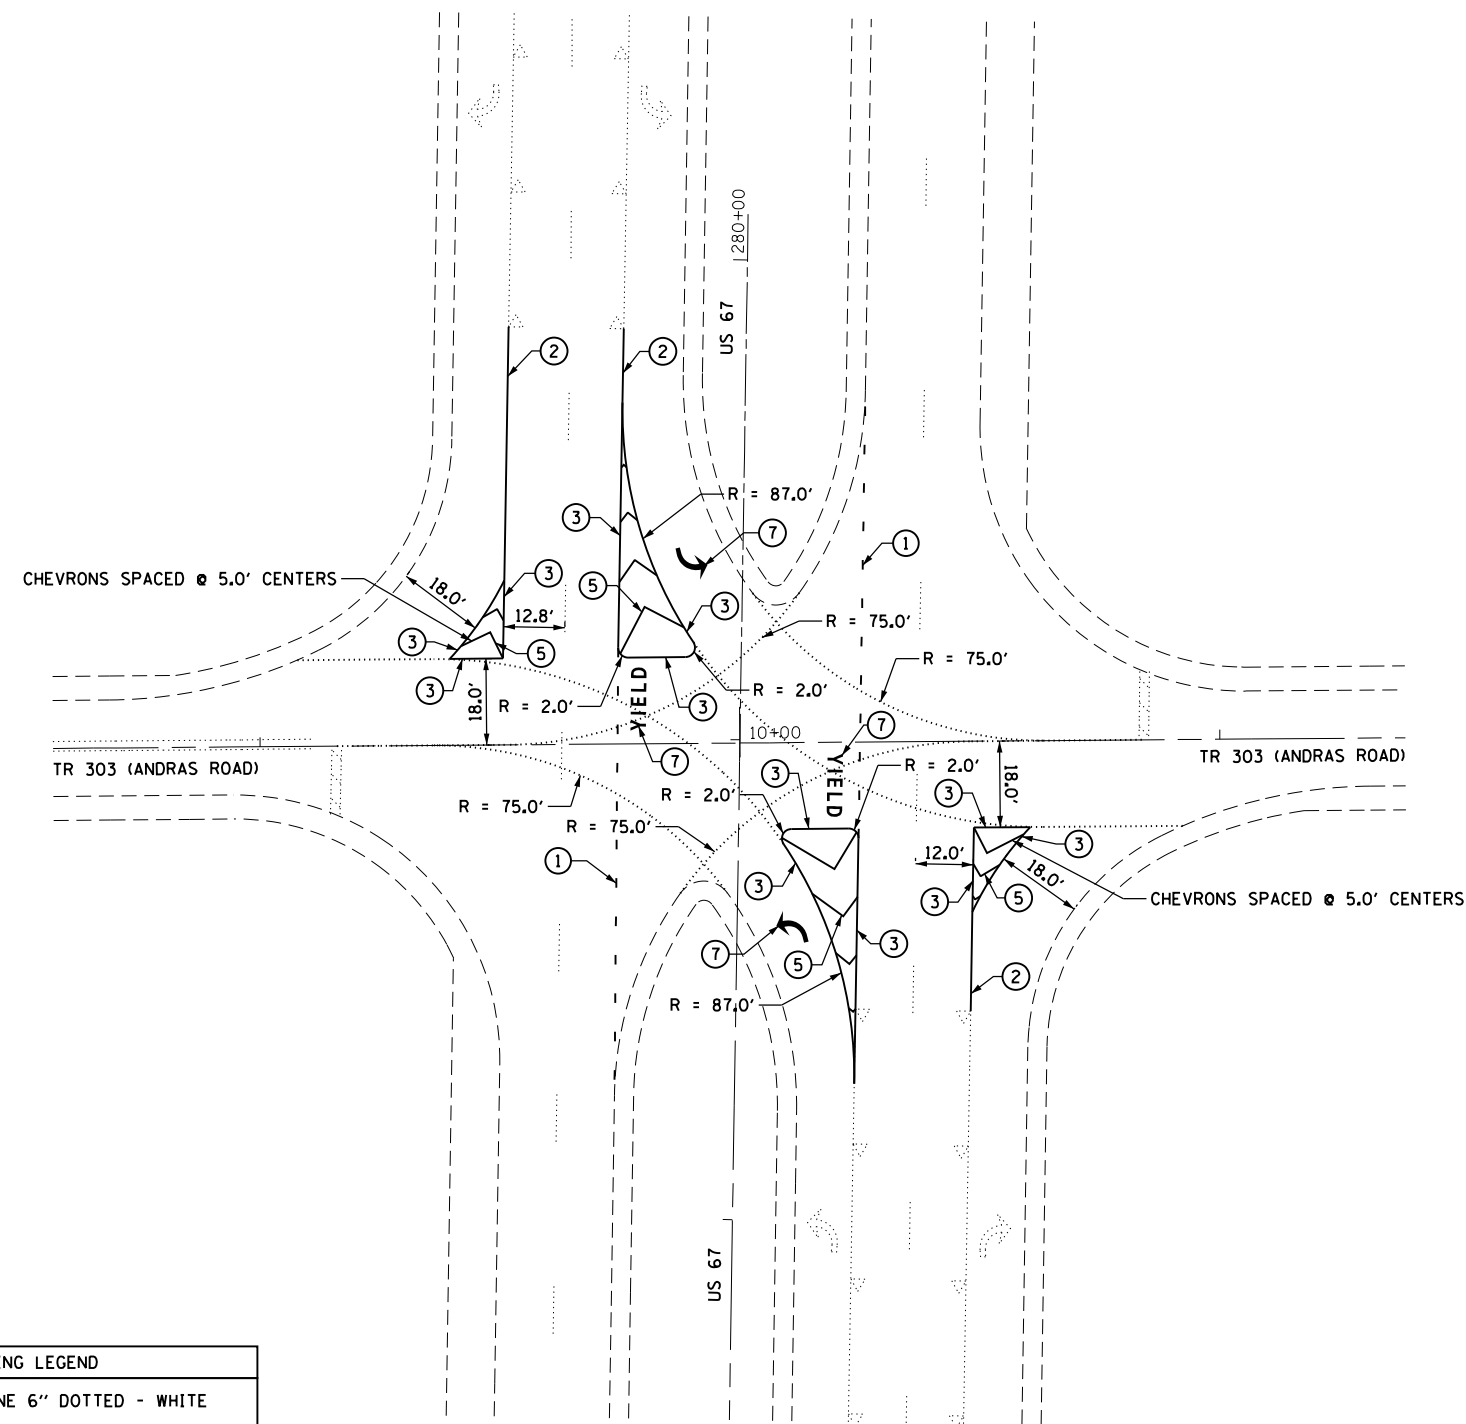 280+00
US 67
2
2
R = 87.0'
3
7
1
CHEVRONS SPACED @ 5.0' CENTERS
18.0'
3
5
3
12.8'
R = 75.0'
3
5
R = 75.0'
3
18.0'
R = 2.0'
YIELD
3
R = 2.0'
7
10+00
TR 303 (ANDRAS ROAD)
7
TR 303 (ANDRAS ROAD)
3
R = 2.0'
YIELD
18.0'
R = 2.0'
3
R = 75.0'
R = 75.0'
3
1
12.0'
3
18.0'
3
5
CHEVRONS SPACED @ 5.0' CENTERS
7
5
3
2
R = 87.0'
US 67
NG LEGEND
NE 6" DOTTED - WHITE